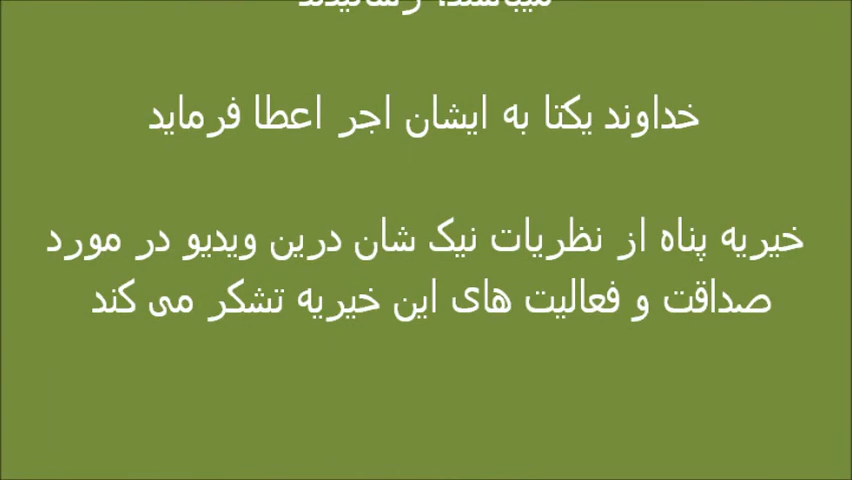 خداوند یکتا به ایشان اجر اعطا فرماید
خیریه پناه از نظریات نیک شان درین ویدیو در مورد
صداقت و فعالیت های این خیریه تشکر می کند